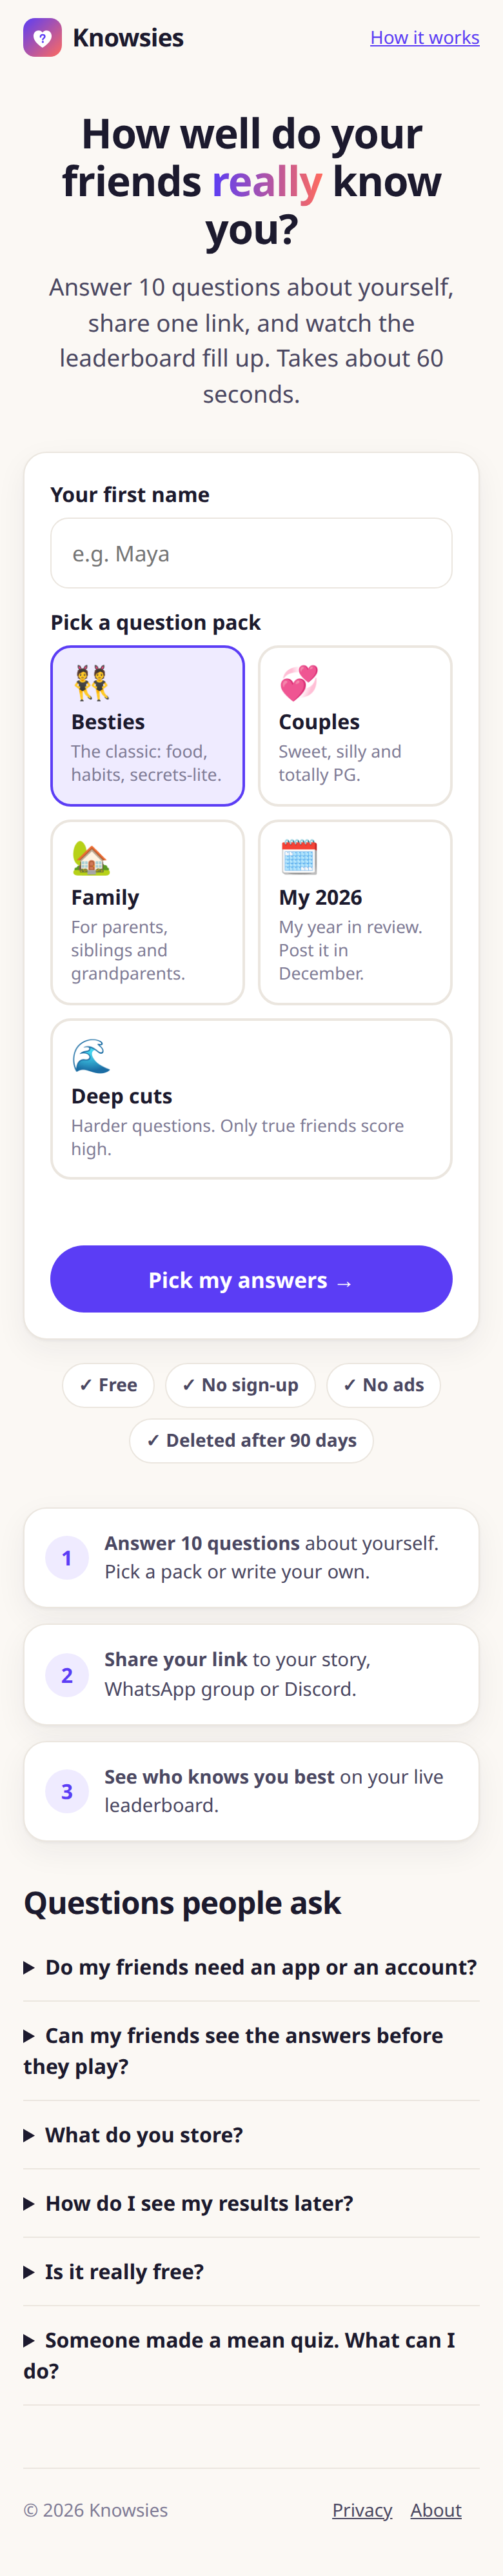 Knowsies
How it works
How well do your
friends really know
you?
Answer 10 questions about yourself,
share one link, and watch the
leaderboard fill up. Takes about 60
seconds.
Your first name
e.g. Maya
Pick a question pack
Besties
The classic: food,
habits, secrets-lite.
Couples
Sweet, silly and
totally PG.
Family
For parents,
siblings and
grandparents.
My 2026
My year in review.
Post it in
December.
Deep cuts
Harder questions. Only true friends score
high.
Pick my answers →
✓ Free
✓ No sign-up
✓ No ads
✓ Deleted after 90 days
1
Answer 10 questions about yourself.
Pick a pack or write your own.
2
Share your link to your story,
WhatsApp group or Discord.
3
See who knows you best on your live
leaderboard.
Questions people ask
Do my friends need an app or an account?
Can my friends see the answers before
they play?
What do you store?
How do I see my results later?
Is it really free?
Someone made a mean quiz. What can I
do?
© 2026 Knowsies
Privacy
About